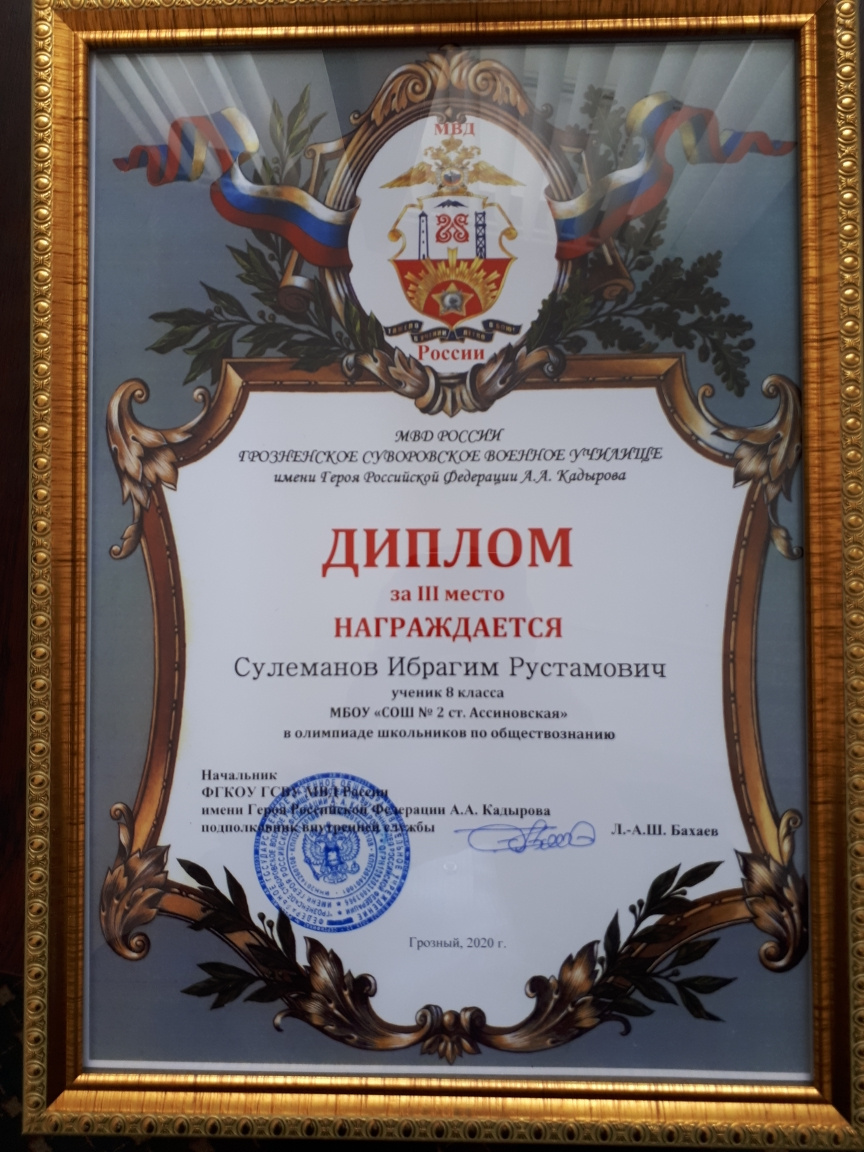 МВД
России
МВД РОССИИ
ГРОЗНЕНСКОЕ СУВОРОВСКОЕ ВОЕННОЕ УЧИЛИЩЕ
имени Героя Российской Федерации А.А. Кадырова
ДИПЛОМ
за III место
НАГРАЖДАЕТСЯ
Сулеманов Ибрагим Рустамович
ученик 8 класса
МБОУ «СОШ № 2 ст. Ассиновская»
в олимпиаде школьников по обществознанию
Начальник
ФГКОУ ГСВУ МВД России
имени Героя Российской Федерации А.А. Кадырова
подполковник внутренней службы
Л.-А.Ш. Бахаев
Грозный, 2020 г.